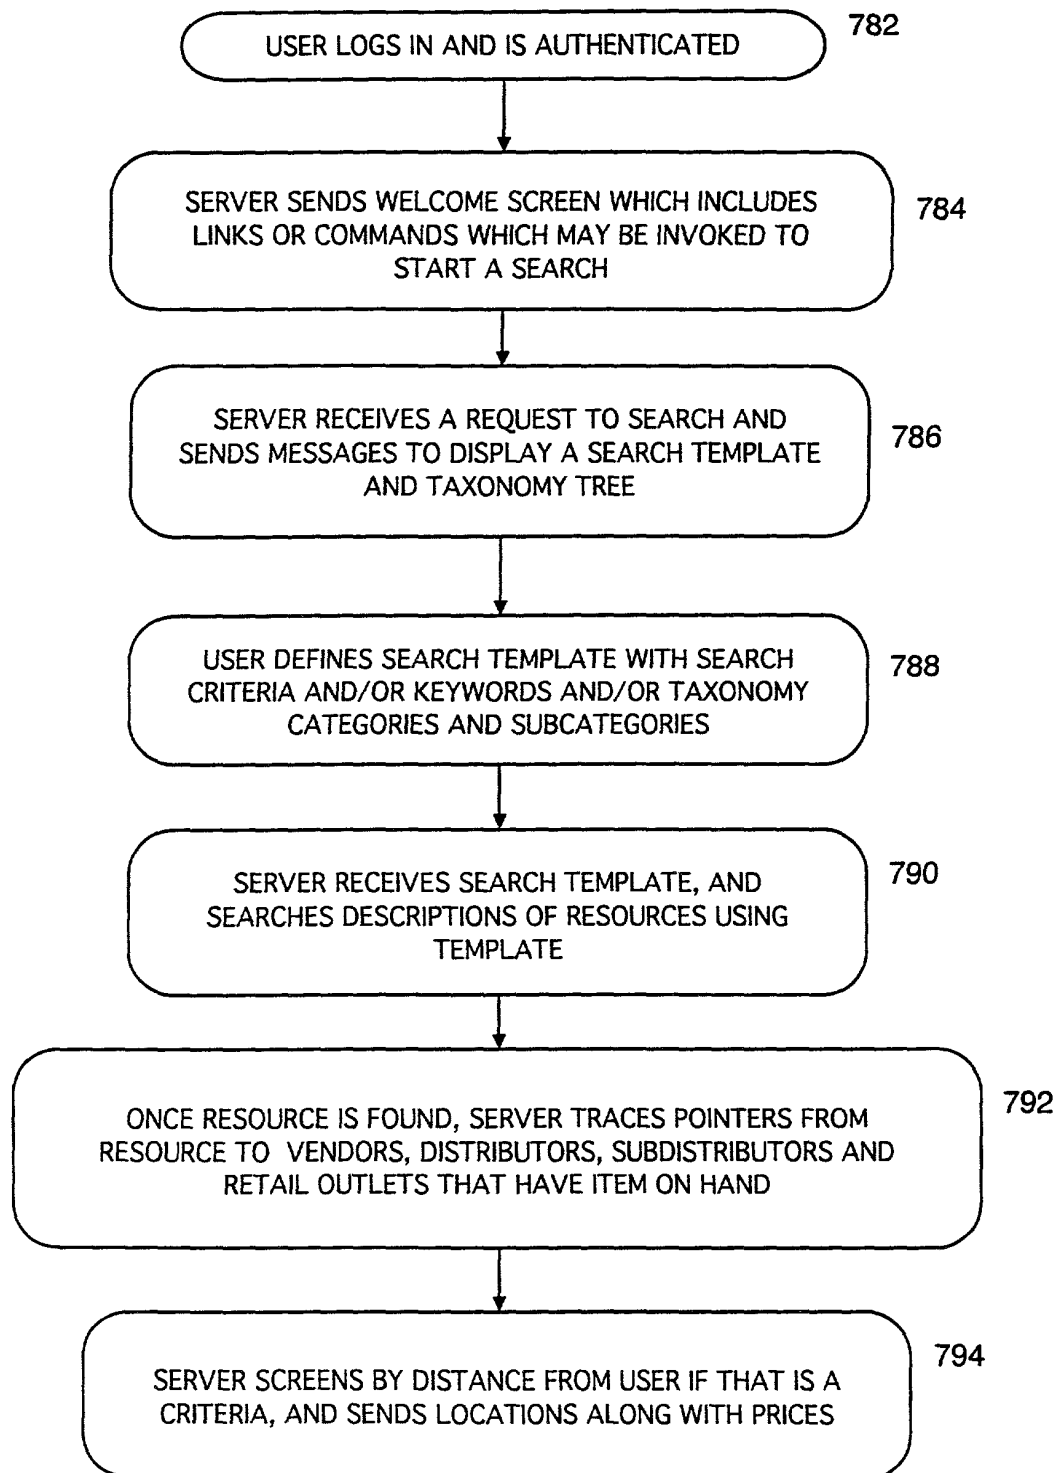 782
USER LOGS IN AND IS AUTHENTICATED
784
SERVER SENDS WELCOME SCREEN WHICH INCLUDES
LINKS OR COMMANDS WHICH MAY BE INVOKED TO
START A SEARCH
786
SERVER RECEIVES A REQUEST TO SEARCH AND
SENDS MESSAGES TO DISPLAY A SEARCH TEMPLATE
AND TAXONOMY TREE
788
USER DEFINES SEARCH TEMPLATE WITH SEARCH
CRITERIA AND/OR KEYWORDS AND/OR TAXONOMY
CATEGORIES AND SUBCATEGORIES
790
SERVER RECEIVES SEARCH TEMPLATE, AND
SEARCHES DESCRIPTIONS OF RESOURCES USING
TEMPLATE
792
ONCE RESOURCE IS FOUND, SERVER TRACES POINTERS FROM
RESOURCE TO VENDORS, DISTRIBUTORS, SUBDISTRIBUTORS AND
RETAIL OUTLETS THAT HAVE ITEM ON HAND
794
SERVER SCREENS BY DISTANCE FROM USER IF THAT IS A
CRITERIA, AND SENDS LOCATIONS ALONG WITH PRICES